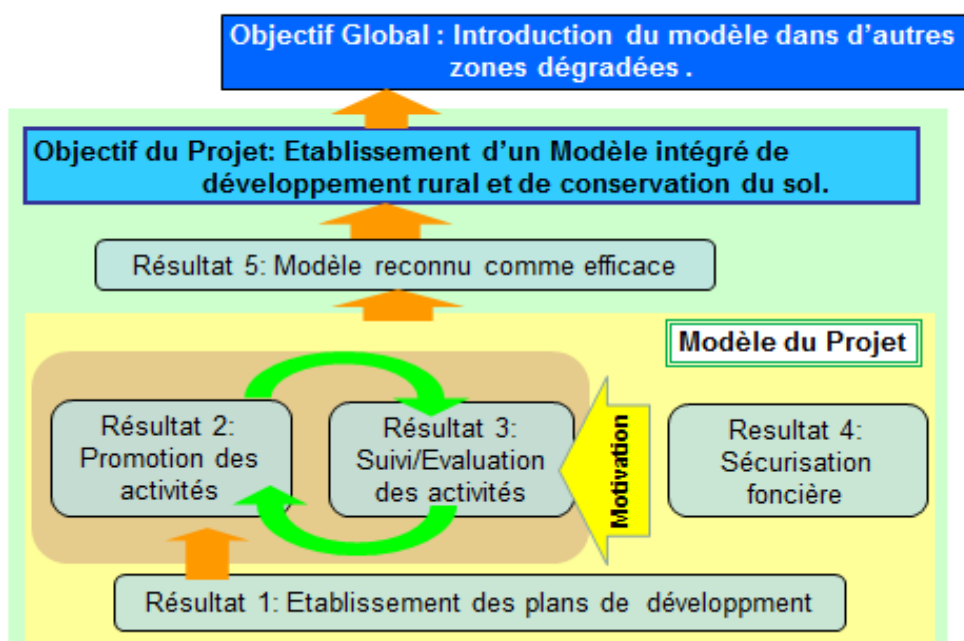 Objectif Global : Introduction du modèle dans d'autres
zones dégradées .
Objectif du Projet: Etablissement d'un Modèle intégré de
développement rural et de conservation du sol.
Résultat 5: Modèle reconnu comme efficace
Modèle du Projet
Résultat 2:
Promotion des
activités
Résultat 3:
Suivi/Evaluation
des activités
Motivation
Resultat 4:
Sécurisation
foncière
Résultat 1: Etablissement des plans de développment